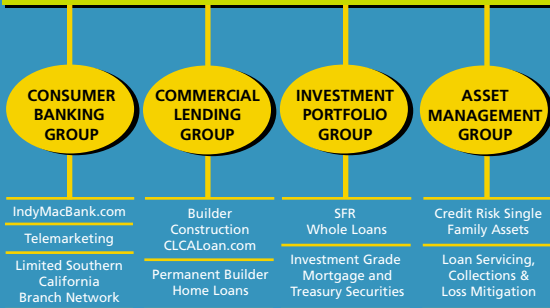 CONSUMER
BANKING
GROUP
IndyMacBank.com
Telemarketing
Limited Southern
California
Branch Network
COMMERCIAL
LENDING
GROUP
Builder
Construction
CLCALoan.com
Permanent Builder
Home Loans
INVESTMENT
PORTFOLIO
GROUP
SFR
Whole Loans
Investment Grade
Mortgage and
Treasury Securities
ASSET
MANAGEMENT
GROUP
Credit Risk Single
Family Assets
Loan Servicing,
Collections &
Loss Mitigation